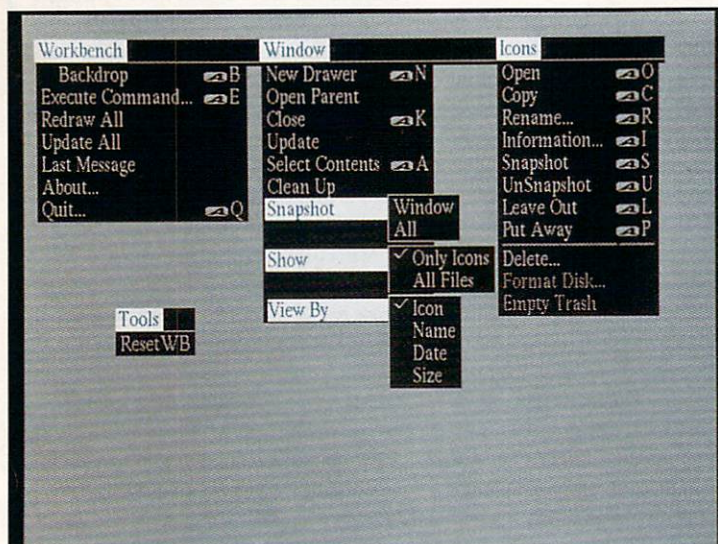 Workbench
Backdrop A B
Execute Command... A E
Redraw All
Update All
Last Message
About...
Quit... A Q
Window
New Drawer A N
Open Parent
Close A K
Update
Select Contents A A
Clean Up
Snapshot
Window
All
Show
✓ Only Icons
All Files
View By
✓ Icon
Name
Date
Size
Icons
Open A O
Copy A C
Rename... A R
Information... A I
Snapshot A S
UnSnapshot A U
Leave Out A L
Put Away A P
Delete...
Format Disk...
Empty Trash
Tools
ResetWB